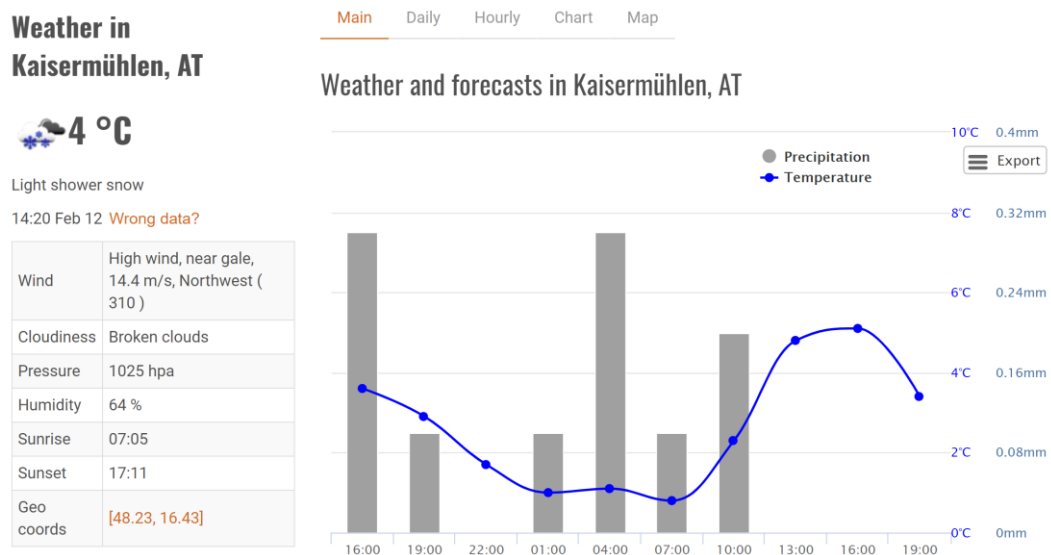 Weather in
Kaisermühlen, AT
4 °C
Light shower snow
14:20 Feb 12 Wrong data?
Wind
High wind, near gale,
14.4 m/s, Northwest (
310 )
Cloudiness Broken clouds
Pressure 1025 hpa
Humidity 64 %
Sunrise 07:05
Sunset 17:11
Geo
coords
[48.23, 16.43]
Main Daily Hourly Chart Map
Weather and forecasts in Kaisermühlen, AT
Precipitation
Temperature
Export
10°C 0.4mm
8°C 0.32mm
6°C 0.24mm
4°C 0.16mm
2°C 0.08mm
0°C 0mm
16:00 19:00 22:00 01:00 04:00 07:00 10:00 13:00 16:00 19:00